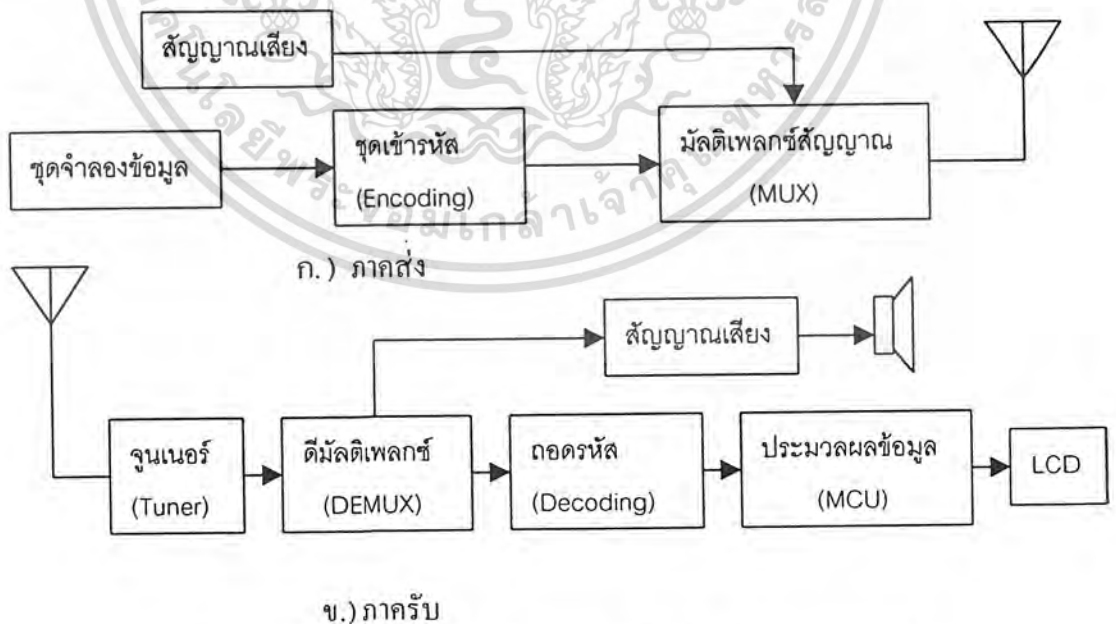 สัญญาณเสียง
ชุดจำลองข้อมูล
ชุดเข้ารหัส
(Encoding)
มัลติเพลกซ์สัญญาณ
(MUX)
ก.) ภาคส่ง
สัญญาณเสียง
จูนเนอร์
(Tuner)
ดีมัลติเพลกซ์
(DEMUX)
ถอดรหัส
(Decoding)
ประมวลผลข้อมูล
(MCU)
LCD
ข.) ภาครับ